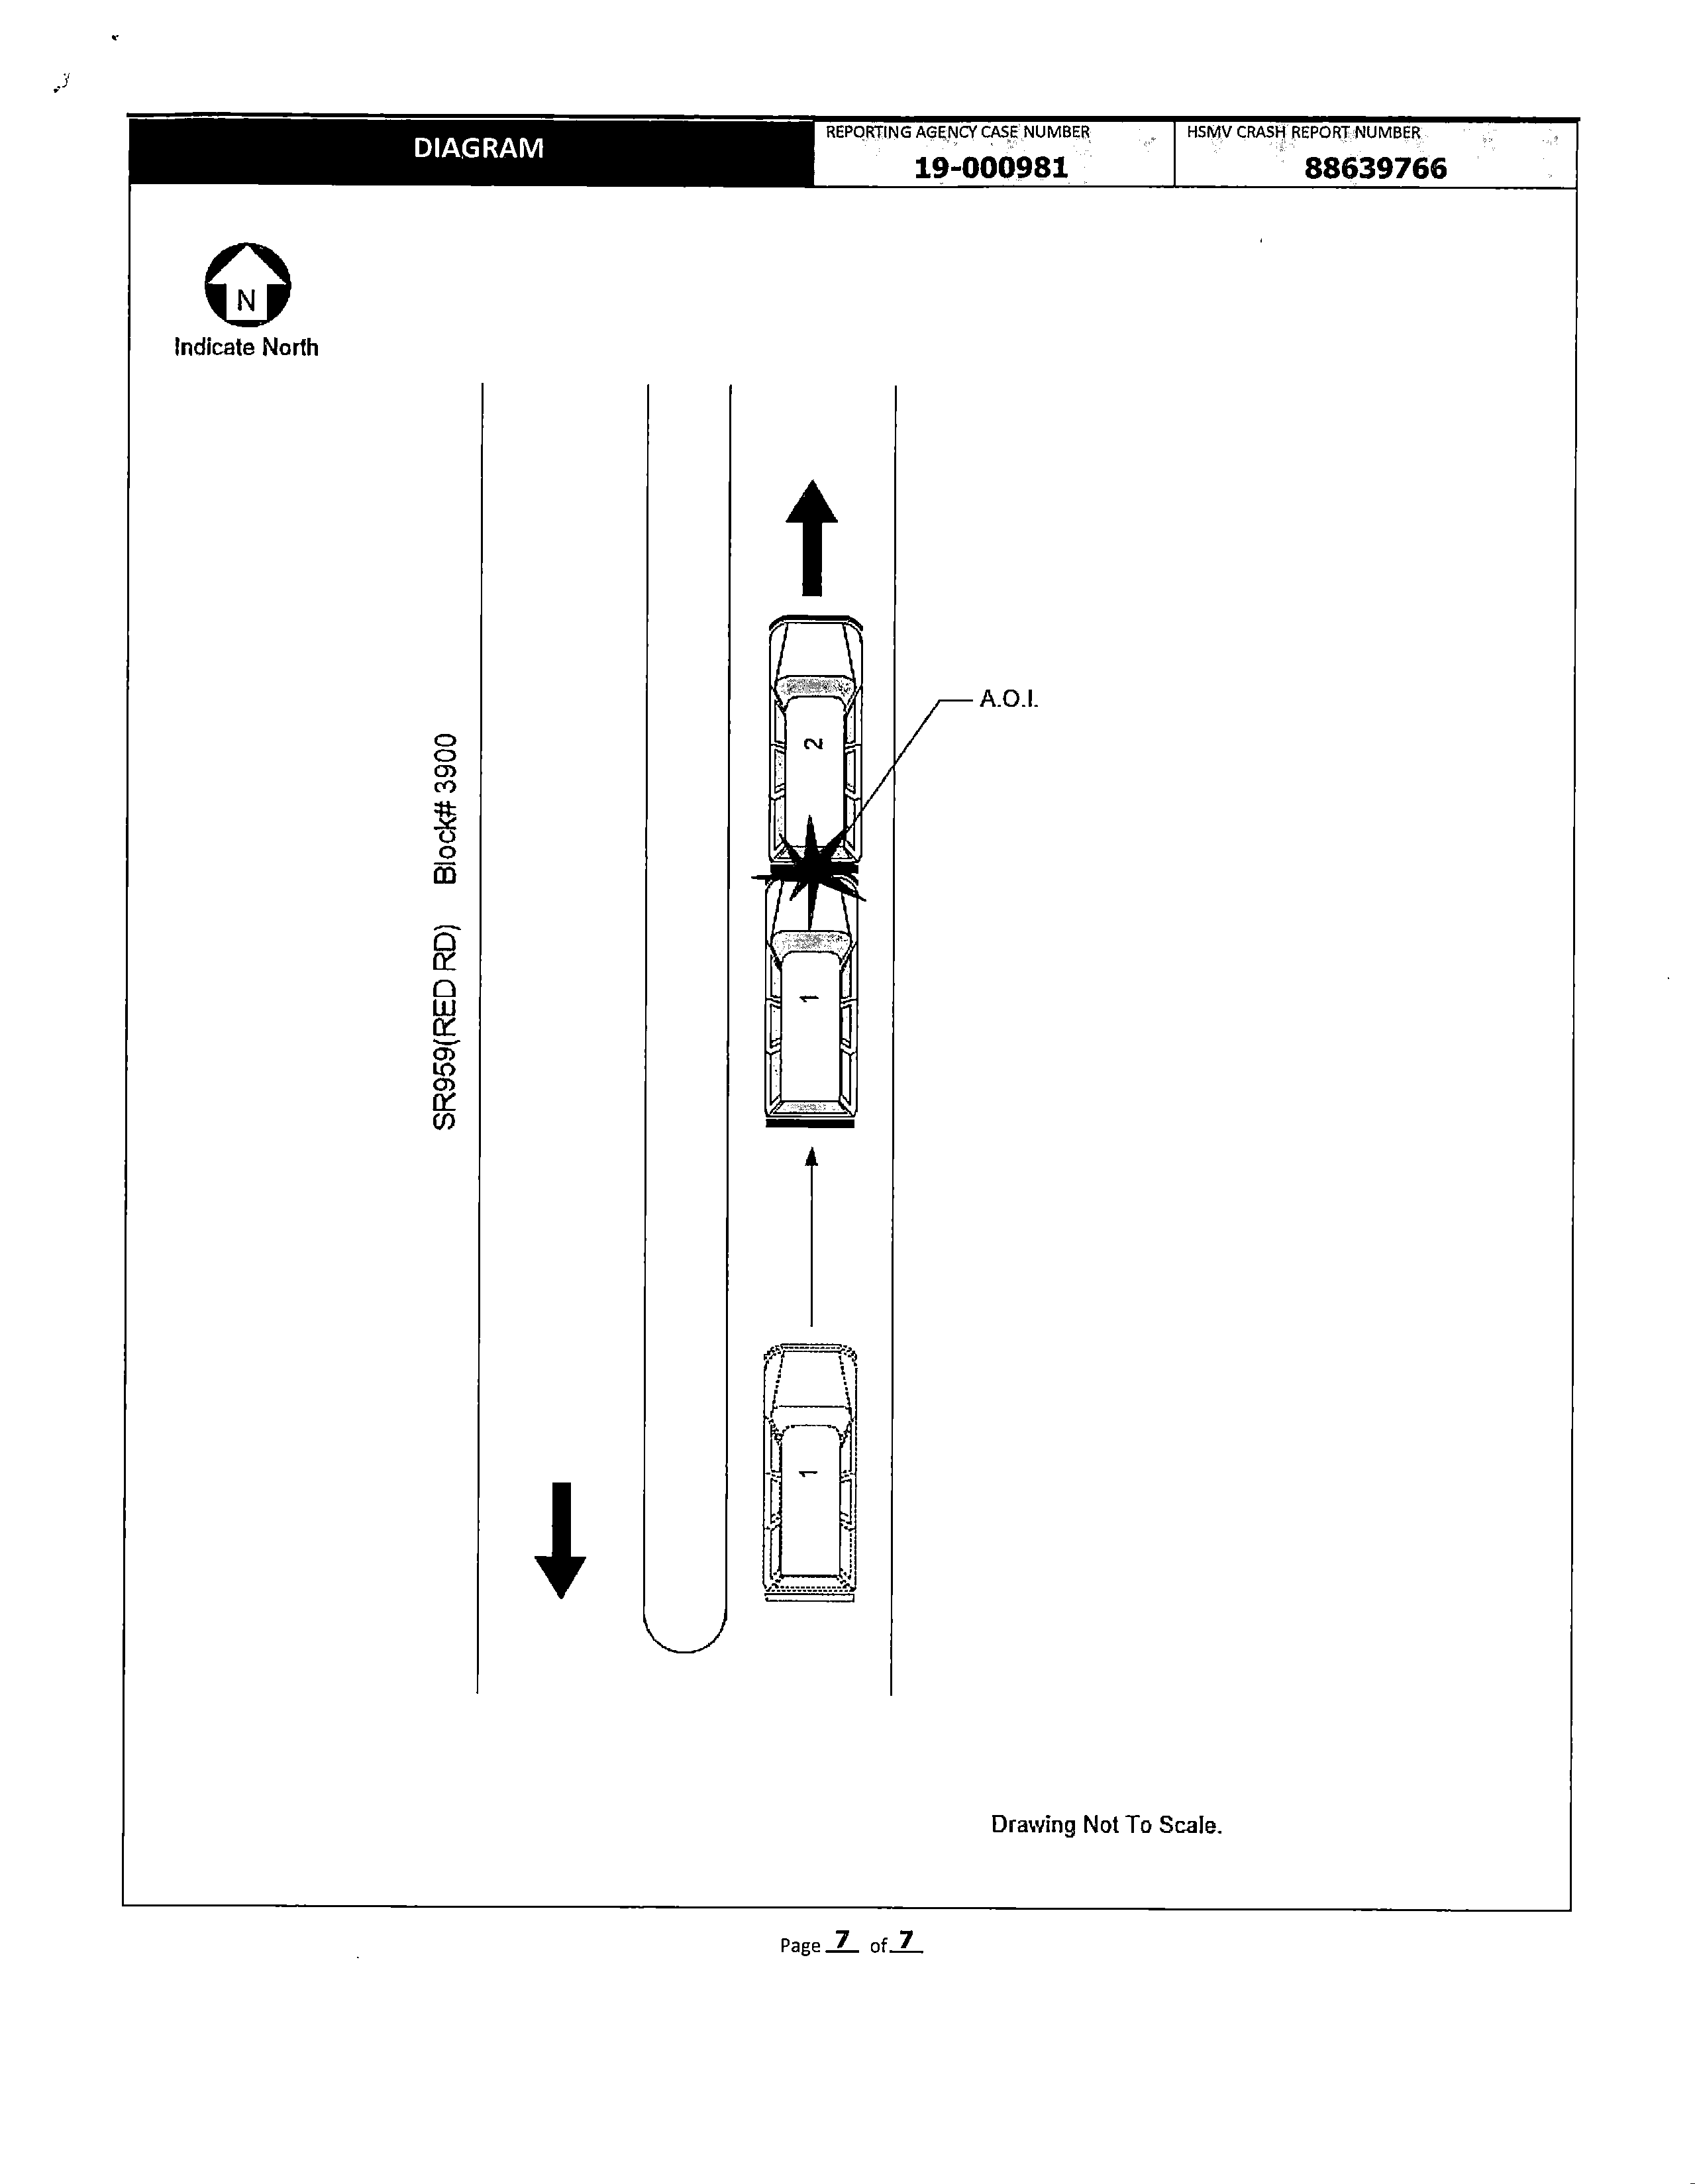 DIAGRAM
REPORTING AGENCY CASE NUMBER
19-000981
HSMV CRASH REPORT NUMBER
88639766
N
Indicate North
A.O.I.
2
SR959(RED RD) Block# 3900
1
1
Drawing Not To Scale.
Page 7 of 7